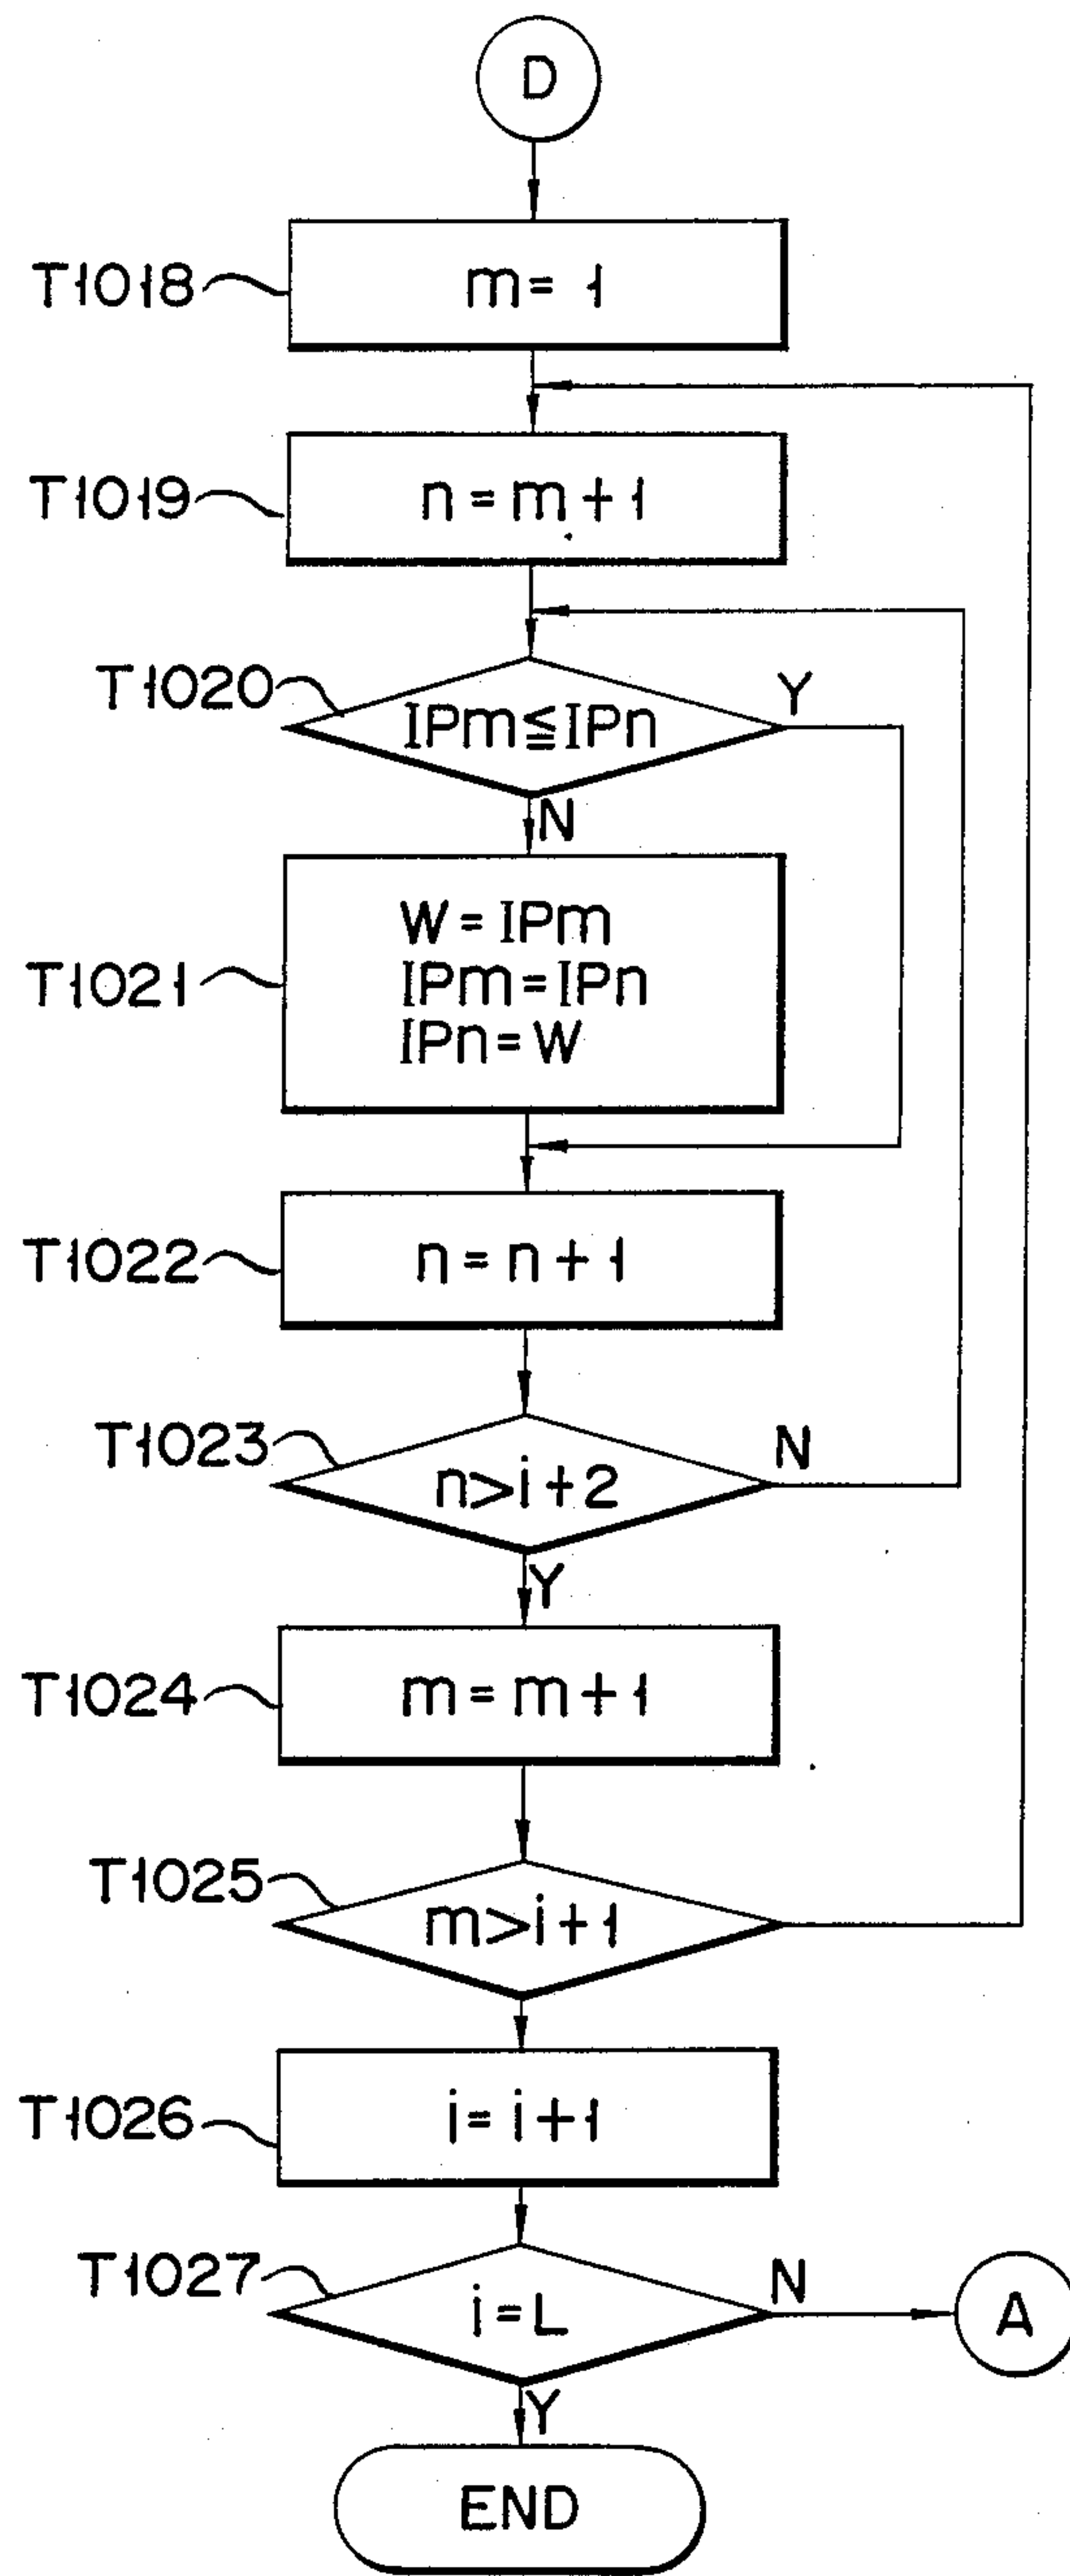 D
T1018
m = 1
T1019
n = m + 1
T1020
IPm ≦ IPn
Y
N
T1021
W = IPm
IPm = IPn
IPn = W
T1022
n = n + 1
T1023
n > i + 2
N
Y
T1024
m = m + 1
T1025
m > i + 1
T1026
i = i + 1
T1027
i = L
N
A
Y
END